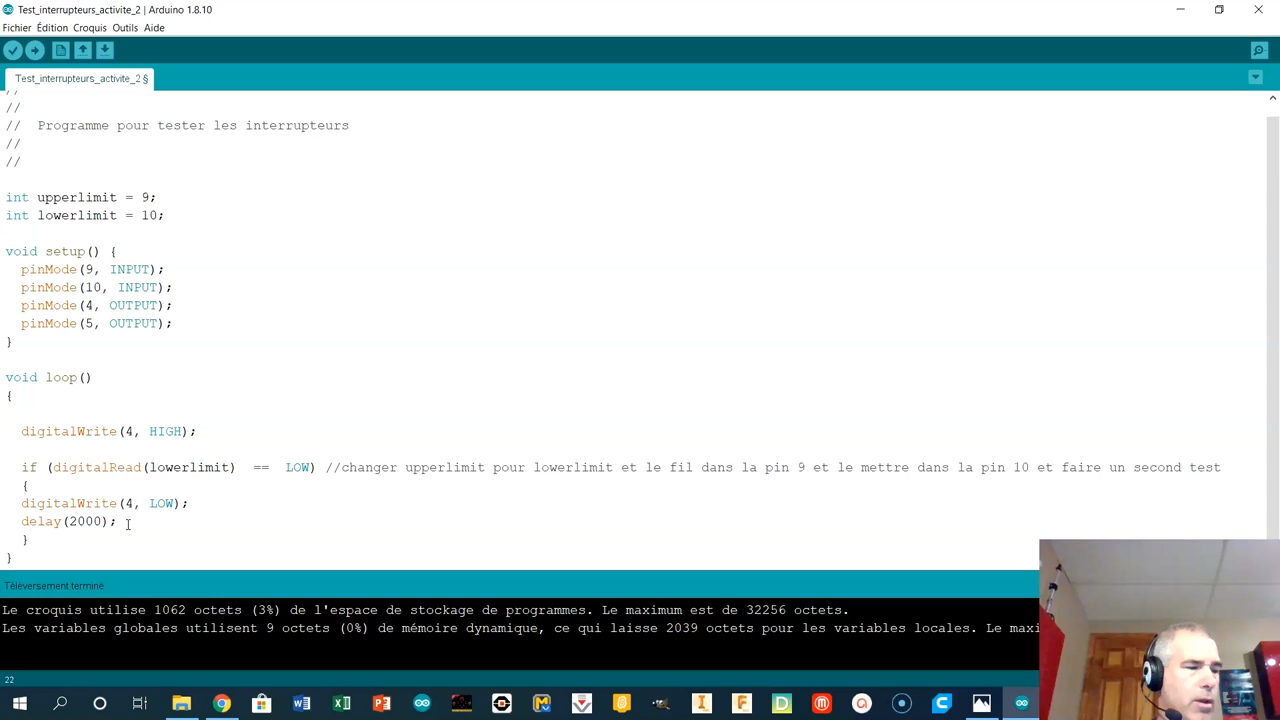 Test_interrupteurs_activite_2 | Arduino 1.8.10
Fichier Édition Croquis Outils Aide
Test_interrupteurs_activite_2 §
//
//
//  Programme pour tester les interrupteurs
//
//
int upperlimit = 9;
int lowerlimit = 10;
void setup() {
pinMode(9, INPUT);
pinMode(10, INPUT);
pinMode(4, OUTPUT);
pinMode(5, OUTPUT);
}
void loop()
{
digitalWrite(4, HIGH);
if (digitalRead(lowerlimit)  ==  LOW) //changer upperlimit pour lowerlimit et le fil dans la pin 9 et le mettre dans la pin 10 et faire un second test
{
digitalWrite(4, LOW);
delay(2000);
}
}
Téléversement terminé
Le croquis utilise 1062 octets (3%) de l'espace de stockage de programmes. Le maximum est de 32256 octets.
Les variables globales utilisent 9 octets (0%) de mémoire dynamique, ce qui laisse 2039 octets pour les variables locales. Le maxi
22